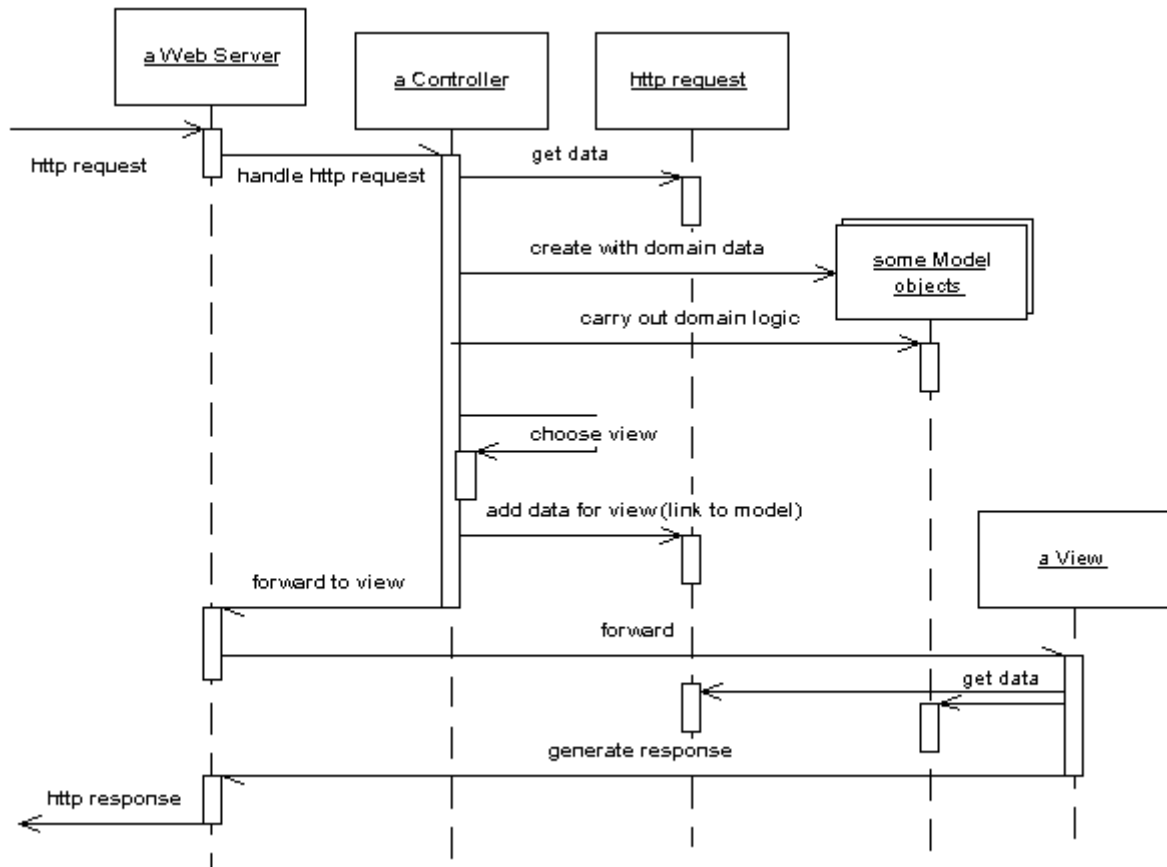 a Web Server
a Controller
http request
http request
handle http request
get data
create with domain data
some Model
objects
carry out domain logic
choose view
add data for view (link to model)
a View
forward to view
forward
get data
generate response
http response